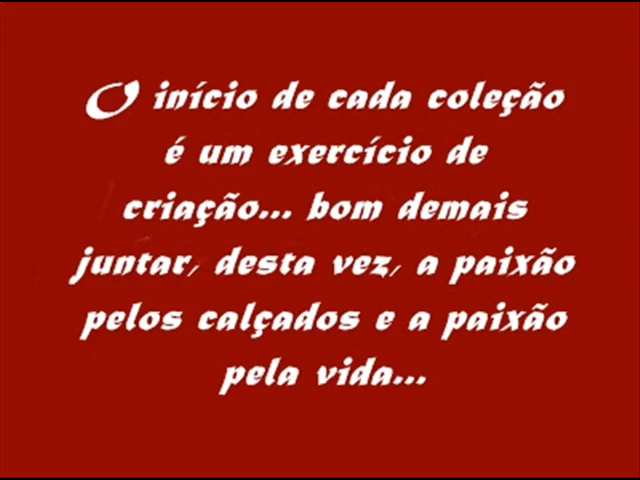 O início de cada coleção
é um exercício de
criação... bom demais
juntar, desta vez, a paixão
pelos calçados e a paixão
pela vida...